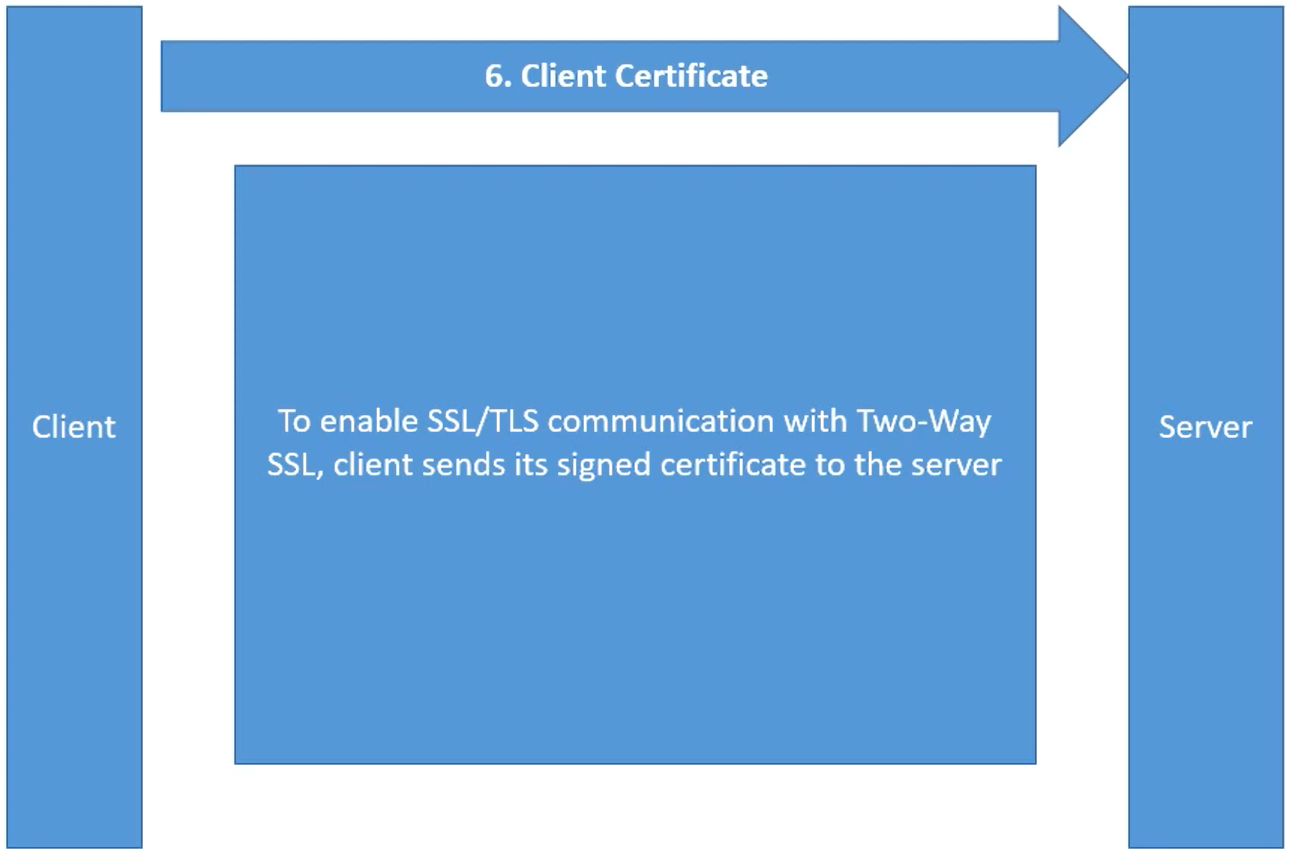 6. Client Certificate
Client
To enable SSL/TLS communication with Two-Way
SSL, client sends its signed certificate to the server
Server